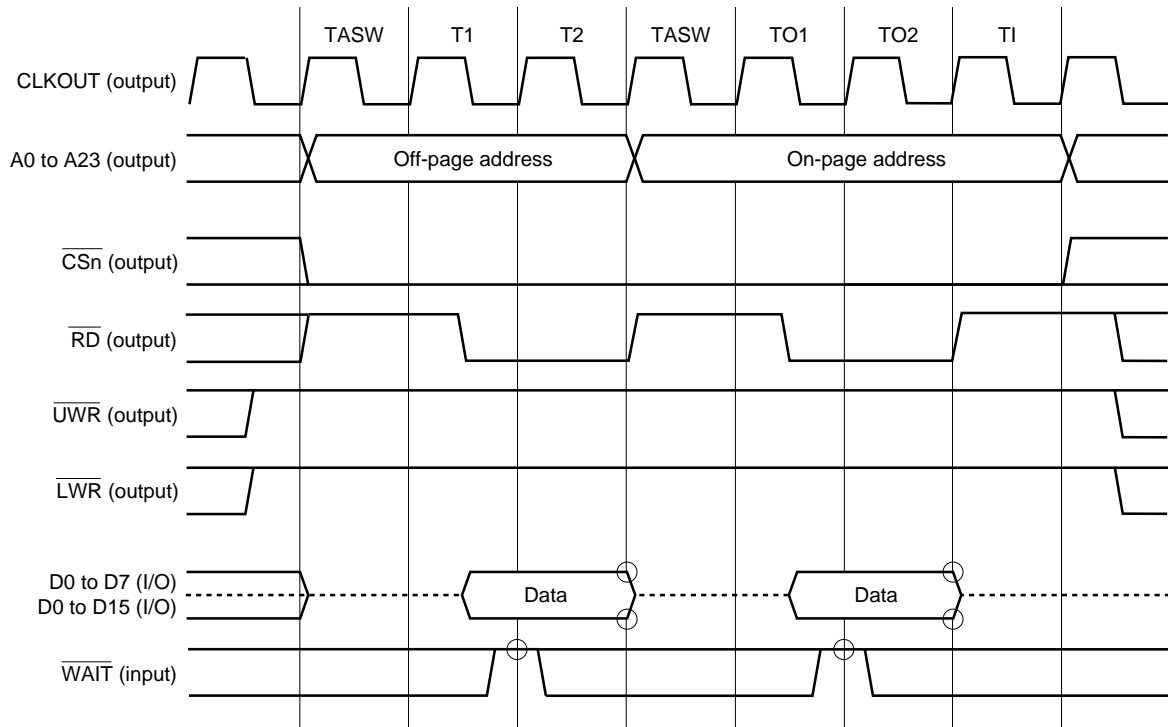 TASW T1 T2 TASW TO1 TO2 TI
CLKOUT (output)
A0 to A23 (output) Off-page address On-page address
CSn (output)
RD (output)
UWR (output)
LWR (output)
D0 to D7 (I/O)
D0 to D15 (I/O)
Data Data
WAIT (input)